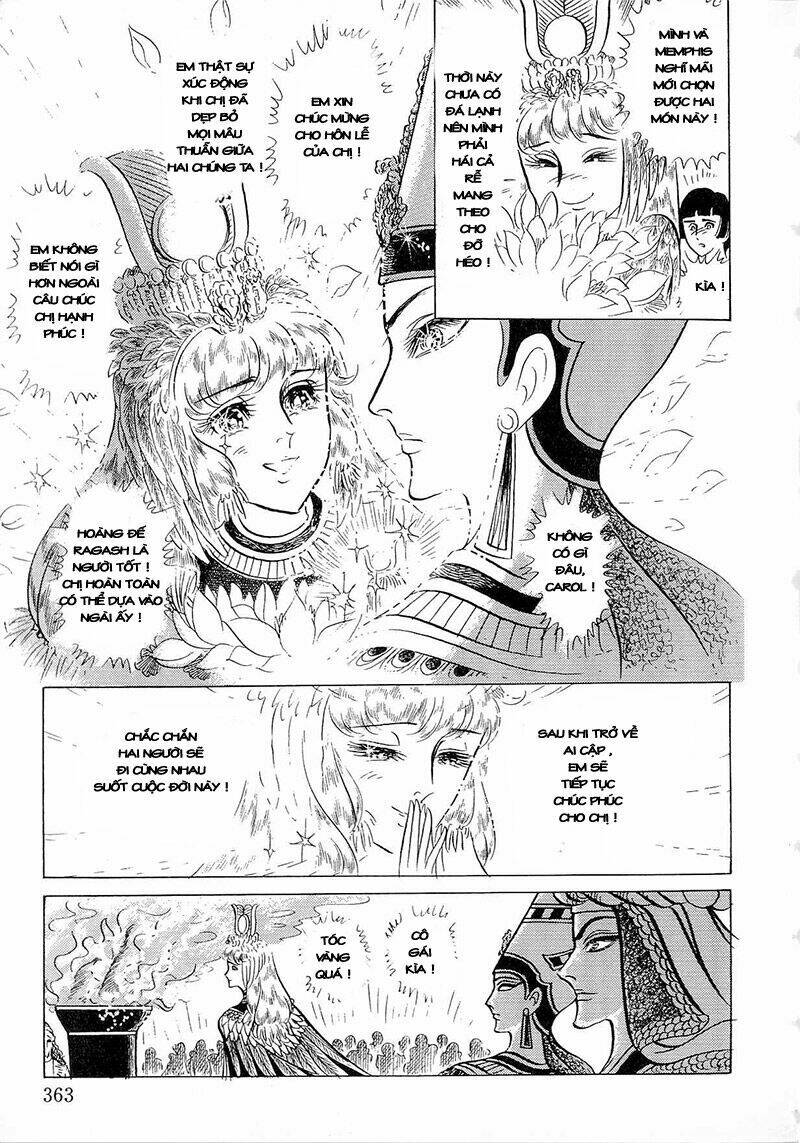 MÌNH VÀ
MEMPHIS
NGHĨ MÃI
MỚI CHỌN
ĐƯỢC HAI
MÓN NÀY !
THỜI NÀY
CHƯA CÓ
ĐÁ LẠNH
NÊN MÌNH
PHẢI
HÁI CẢ
RỄ
MANG
THEO
CHO
ĐỠ
HÉO !
KÌA !
EM XIN
CHÚC MỪNG
CHO HÔN LỄ
CỦA CHỊ !
EM THẬT SỰ
XÚC ĐỘNG
KHI CHỊ ĐÃ
DẸP BỎ
MỌI MÂU
THUẪN GIỮA
HAI CHÚNG TA !
EM KHÔNG
BIẾT NÓI GÌ
HƠN NGOÀI
CÂU CHÚC
CHỊ HẠNH
PHÚC !
KHÔNG
CÓ GÌ
ĐÂU,
CAROL !
HOÀNG ĐẾ
RAGASH LÀ
NGƯỜI TỐT !
CHỊ HOÀN TOÀN
CÓ THỂ DỰA VÀO
NGÀI ẤY !
SAU KHI TRỞ VỀ
AI CẬP ,
EM SẼ
TIẾP TỤC
CHÚC PHÚC
CHO CHỊ !
CHẮC CHẮN
HAI NGƯỜI SẼ
ĐI CÙNG NHAU
SUỐT CUỘC ĐỜI NÀY !
CÔ
GÁI
KÌA !
TÓC
VÀNG
QUÁ !
363